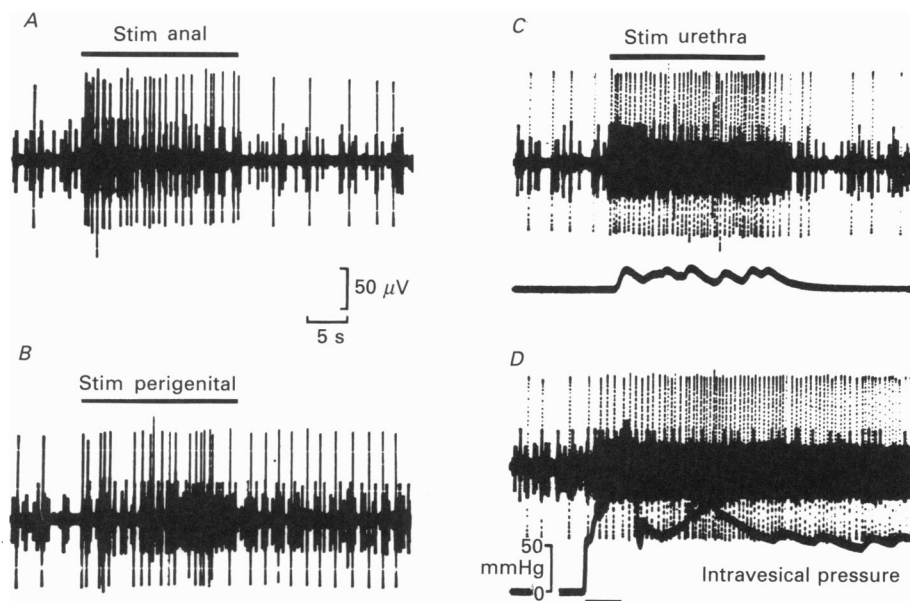 A
Stim anal
50 μV
5 s
B
Stim perigenital
C
Stim urethra
D
50
mmHg
0
Intravesical pressure